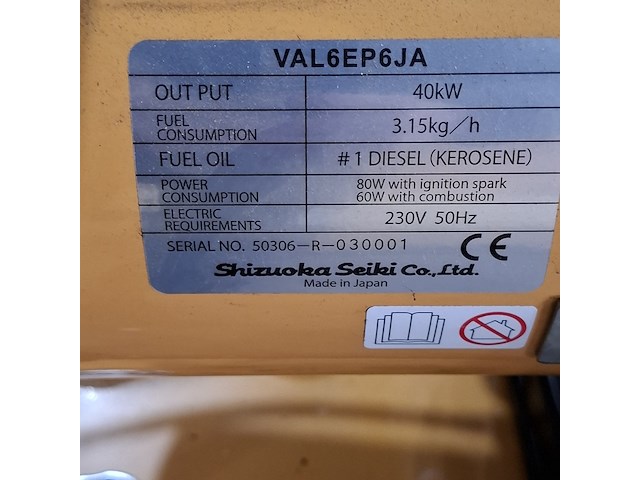 VAL6EP6JA
OUT PUT 40kW
FUEL CONSUMPTION 3.15kg/h
FUEL OIL #1 DIESEL (KEROSENE)
POWER CONSUMPTION 80W with ignition spark
60W with combustion
ELECTRIC REQUIREMENTS 230V 50Hz
SERIAL NO. 50306-R-030001 CE
Shizuoka Seiki Co., Ltd.
Made in Japan